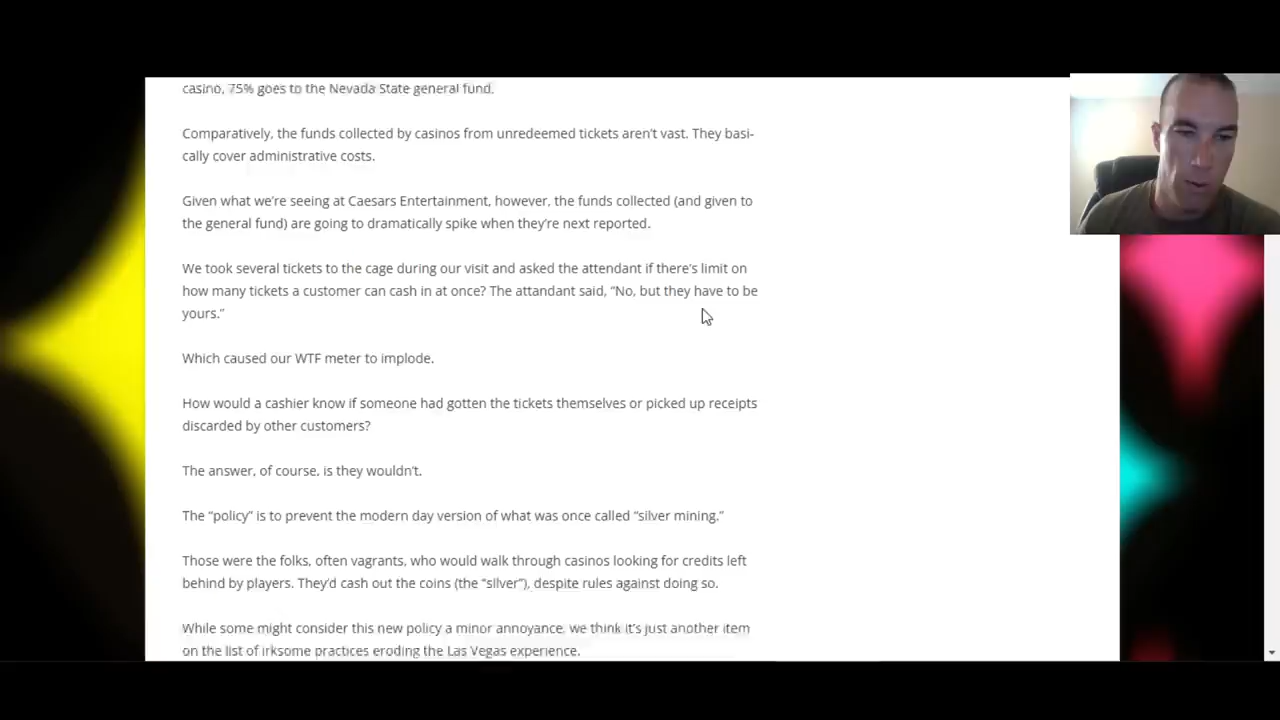 casino, 75% goes to the Nevada State general fund.
Comparatively, the funds collected by casinos from unredeemed tickets aren't vast. They basi-
cally cover administrative costs.
Given what we're seeing at Caesars Entertainment, however, the funds collected (and given to
the general fund) are going to dramatically spike when they're next reported.
We took several tickets to the cage during our visit and asked the attendant if there's limit on
how many tickets a customer can cash in at once? The attandant said, “No, but they have to be
yours.”
Which caused our WTF meter to implode.
How would a cashier know if someone had gotten the tickets themselves or picked up receipts
discarded by other customers?
The answer, of course, is they wouldn't.
The “policy” is to prevent the modern day version of what was once called “silver mining.”
Those were the folks, often vagrants, who would walk through casinos looking for credits left
behind by players. They'd cash out the coins (the “silver”), despite rules against doing so.
While some might consider this new policy a minor annoyance, we think it's just another item
on the list of irksome practices eroding the Las Vegas experience.